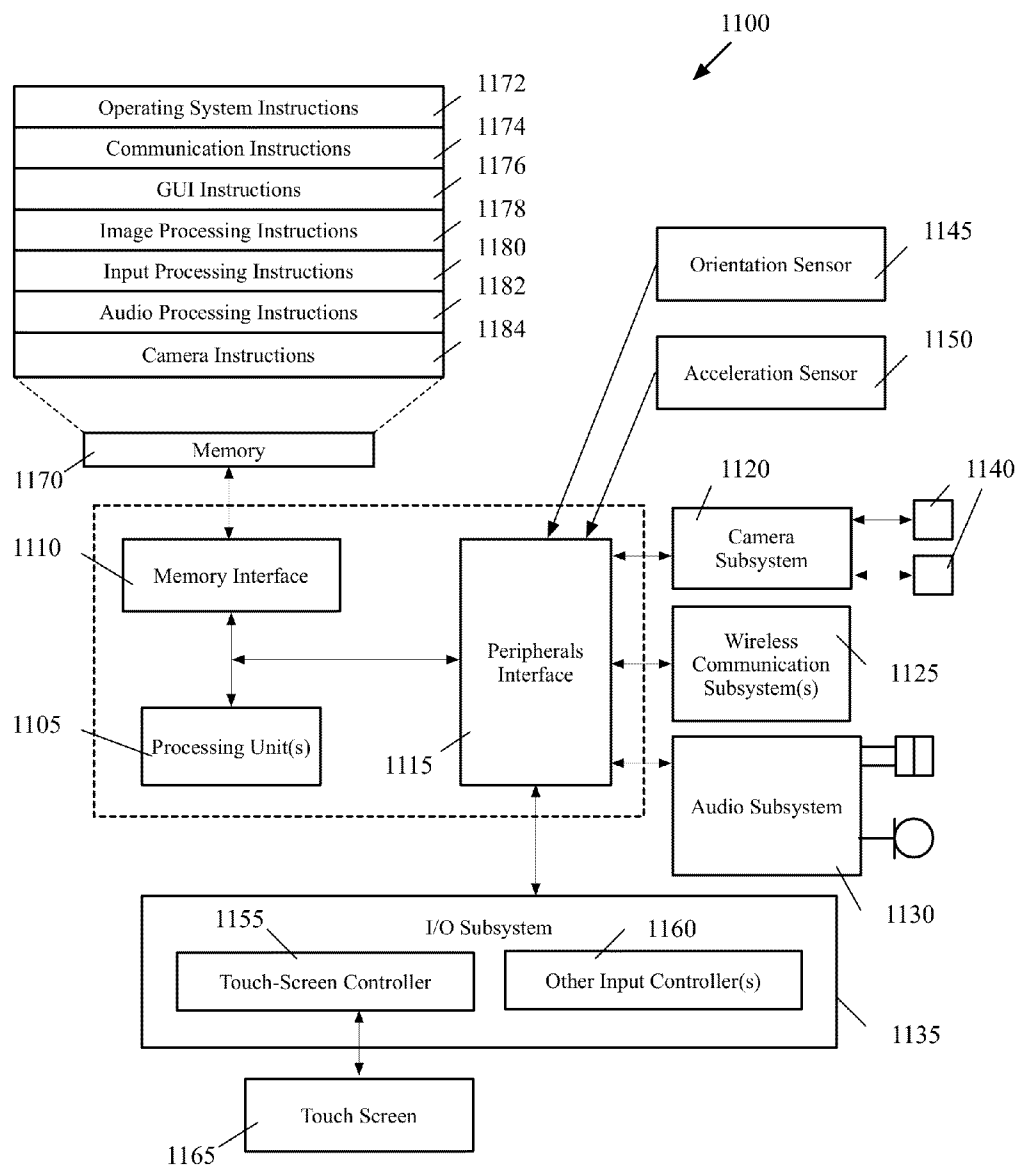 1100
1172
Operating System Instructions
1174
Communication Instructions
1176
GUI Instructions
1178
Image Processing Instructions
1180
Input Processing Instructions
1182
Audio Processing Instructions
1184
Camera Instructions
1145
Orientation Sensor
1150
Acceleration Sensor
Memory
1170
1120
1140
Camera
Subsystem
1110
Memory Interface
Peripherals
Interface
1115
Wireless
Communication
Subsystem(s)
1125
1105
Processing Unit(s)
Audio Subsystem
1130
I/O Subsystem
1155
Touch-Screen Controller
1160
Other Input Controller(s)
1135
Touch Screen
1165